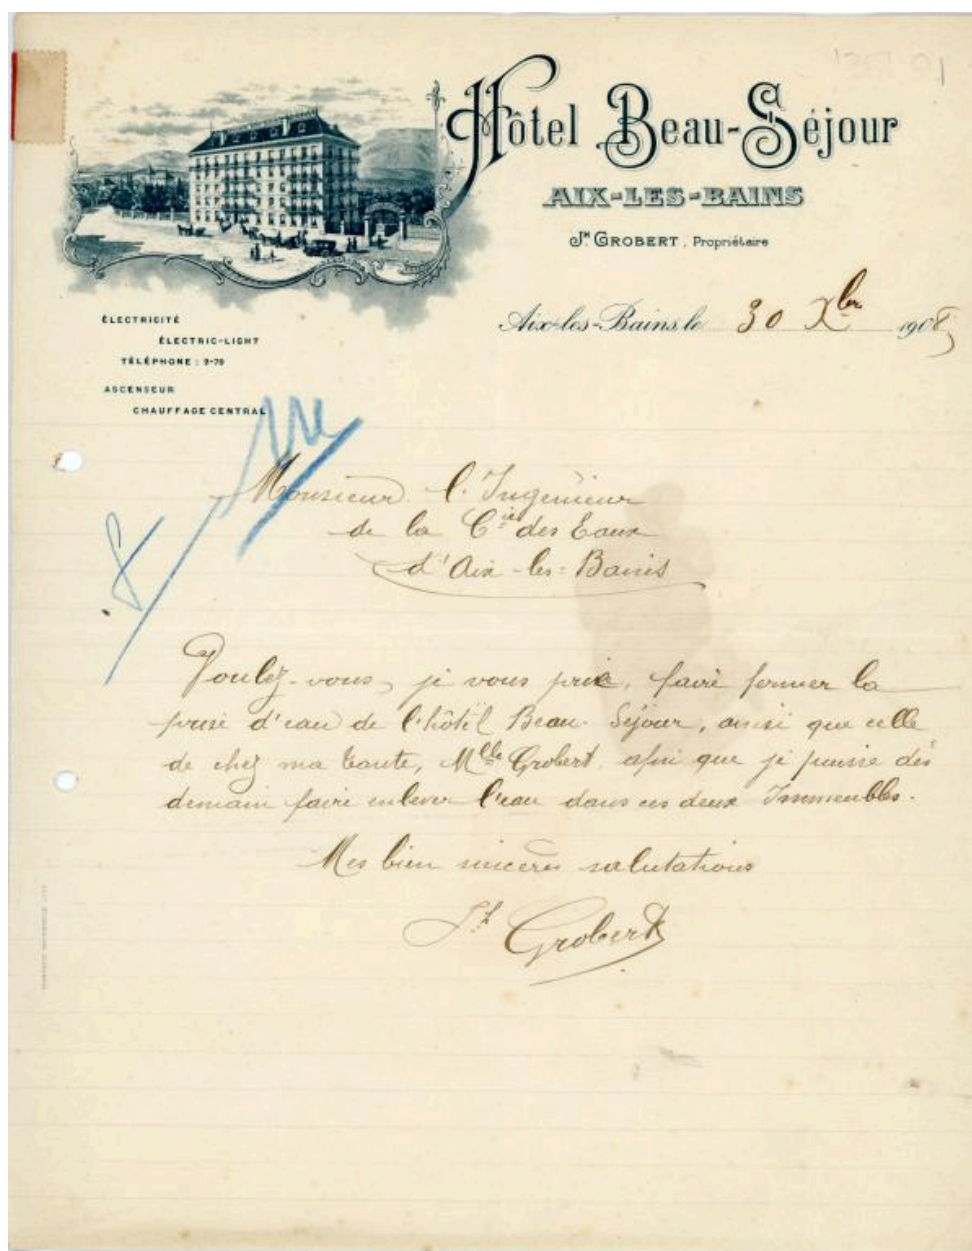 Hôtel Beau-Séjour
AIX-LES-BAINS
Jh GROBERT, Propriétaire
Aix-les-Bains, le 30 Xbre 1908
ÉLECTRICITÉ
ÉLECTRIC-LIGHT
TÉLÉPHONE : 2-79
ASCENSEUR
CHAUFFAGE CENTRAL
Monsieur l'Ingénieur
de la Cie des Eaux
d'Aix-les-Bains
Voulez-vous, je vous prie, faire fermer la
prise d'eau de l'hôtel Beau-Séjour, ainsi que celle
de chez ma tante, Mlle Grobert, afin que je puisse dès
demain faire enlever l'eau dans ces deux Immeubles.
Mes bien sincères salutations
Jh Grobert